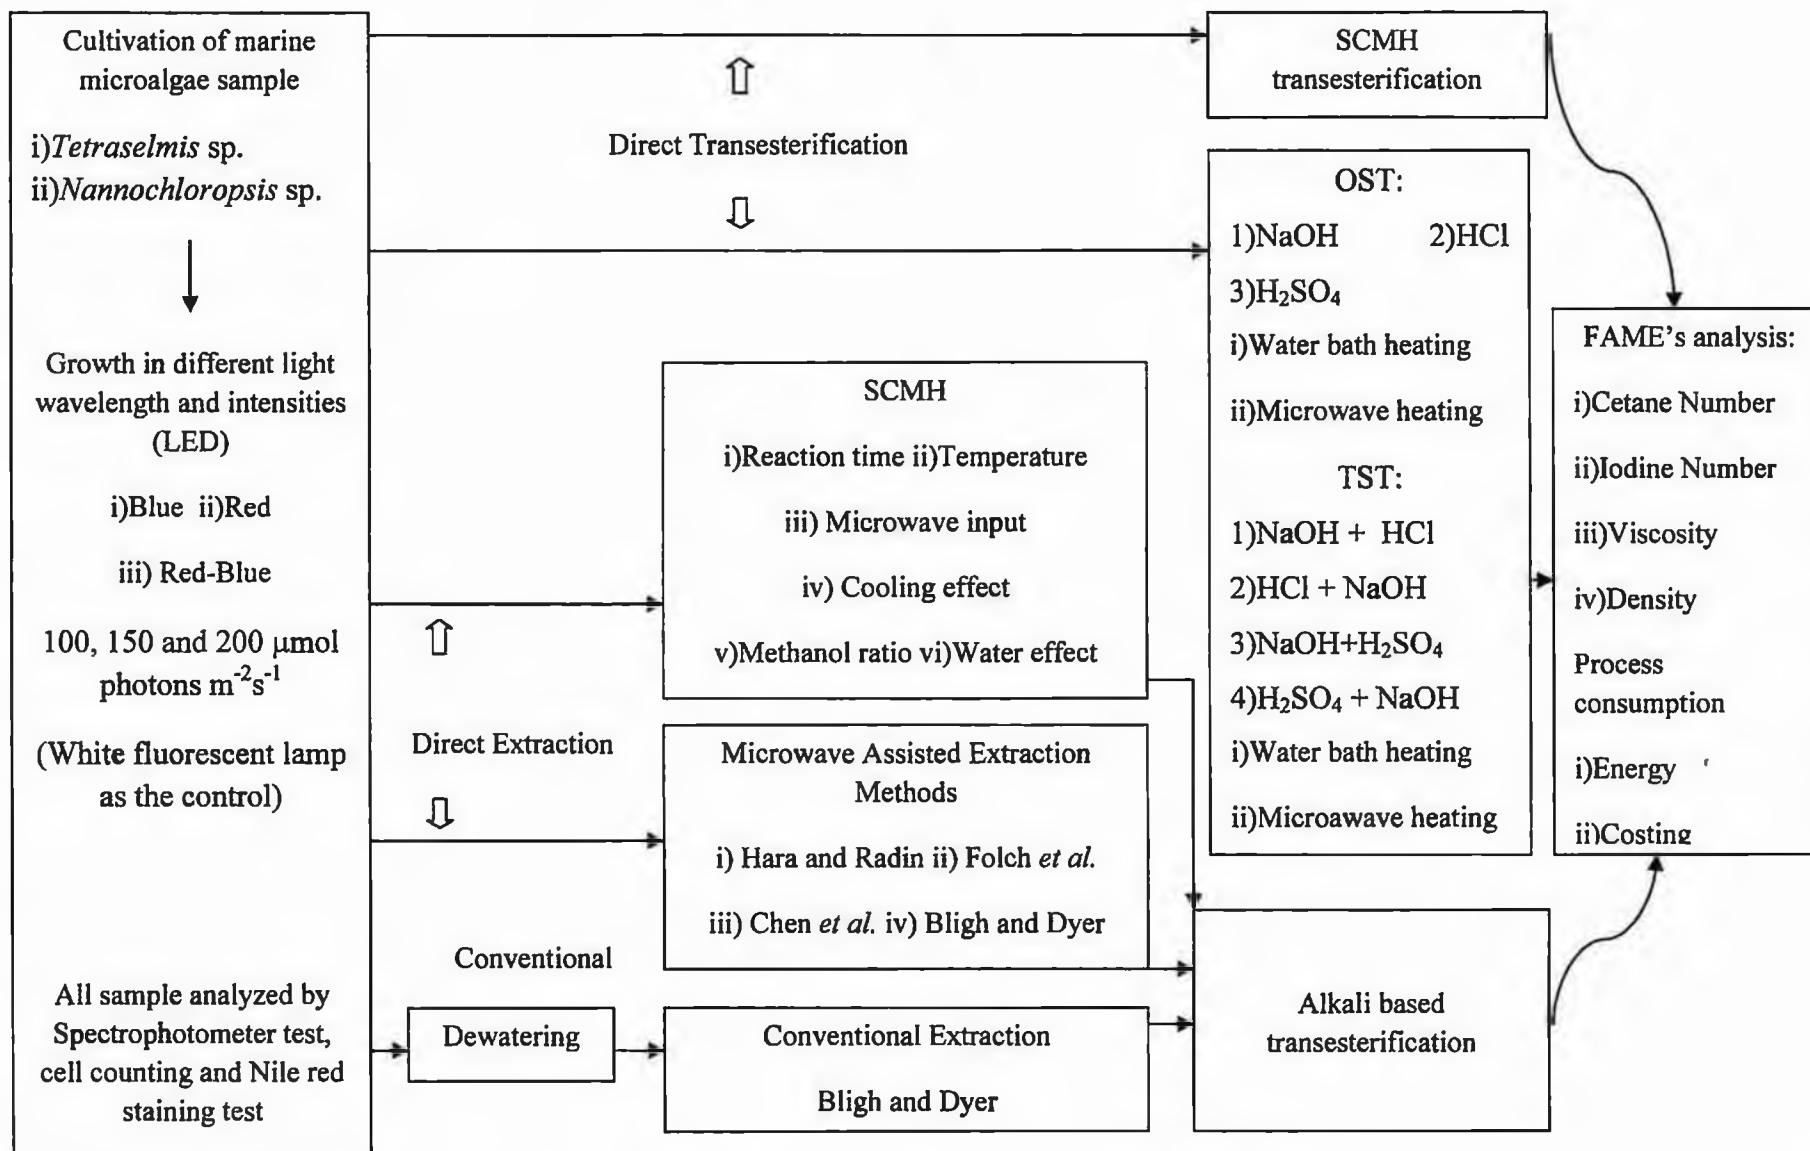 Cultivation of marine
microalgae sample
i)Tetraselmis sp.
ii)Nannochloropsis sp.
Growth in different light
wavelength and intensities
(LED)
i)Blue ii)Red
iii) Red-Blue
100, 150 and 200 µmol
photons m⁻²s⁻¹
(White fluorescent lamp
as the control)
All sample analyzed by
Spectrophotometer test,
cell counting and Nile red
staining test
Direct Transesterification
SCMH
transesterification
OST:
1)NaOH 2)HCl
3)H₂SO₄
i)Water bath heating
ii)Microwave heating
TST:
1)NaOH + HCl
2)HCl + NaOH
3)NaOH+H₂SO₄
4)H₂SO₄ + NaOH
i)Water bath heating
ii)Microawave heating
Direct Extraction
SCMH
i)Reaction time ii)Temperature
iii) Microwave input
iv) Cooling effect
v)Methanol ratio vi)Water effect
Microwave Assisted Extraction
Methods
i) Hara and Radin ii) Folch et al.
iii) Chen et al. iv) Bligh and Dyer
Conventional
Dewatering
Conventional Extraction
Bligh and Dyer
Alkali based
transesterification
FAME's analysis:
i)Cetane Number
ii)Iodine Number
iii)Viscosity
iv)Density
Process
consumption
i)Energy
ii)Costing